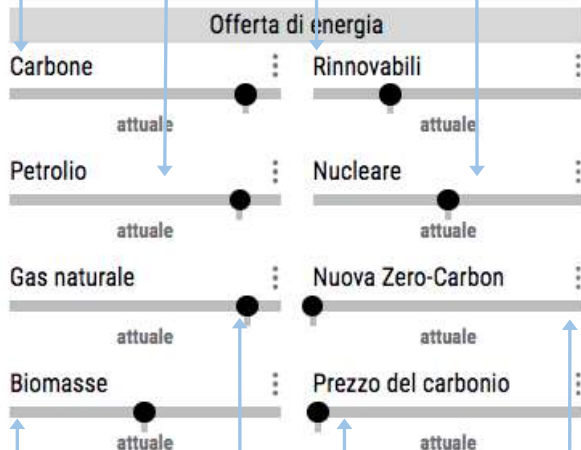 Offerta di energia
Carbone
Rinnovabili
attuale
attuale
Petrolio
Nucleare
attuale
attuale
Gas naturale
Nuova Zero-Carbon
attuale
attuale
Biomasse
Prezzo del carbonio
attuale
attuale